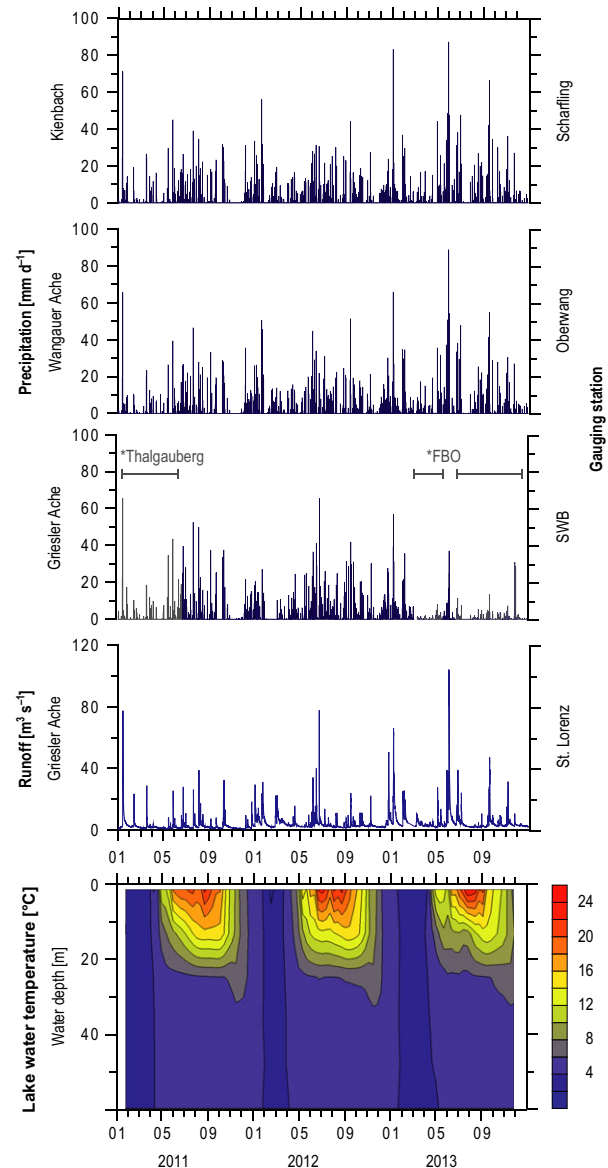 100
80
60
40
20
0
Kienbach
Scharfling
100
80
60
40
20
0
Precipitation [mm d⁻¹]
Wangauer Ache
Oberwang
Gauging station
100
80
60
40
20
0
*Thalgauberg
*FBO
Griesler Ache
SWB
120
80
40
0
Runoff [m³ s⁻¹]
Griesler Ache
St. Lorenz
01 05 09 01 05 09 01 05 09
0
20
40
Lake water temperature [°C]
Water depth [m]
24
20
16
12
8
4
01 05 09 01 05 09 01 05 09
2011 2012 2013